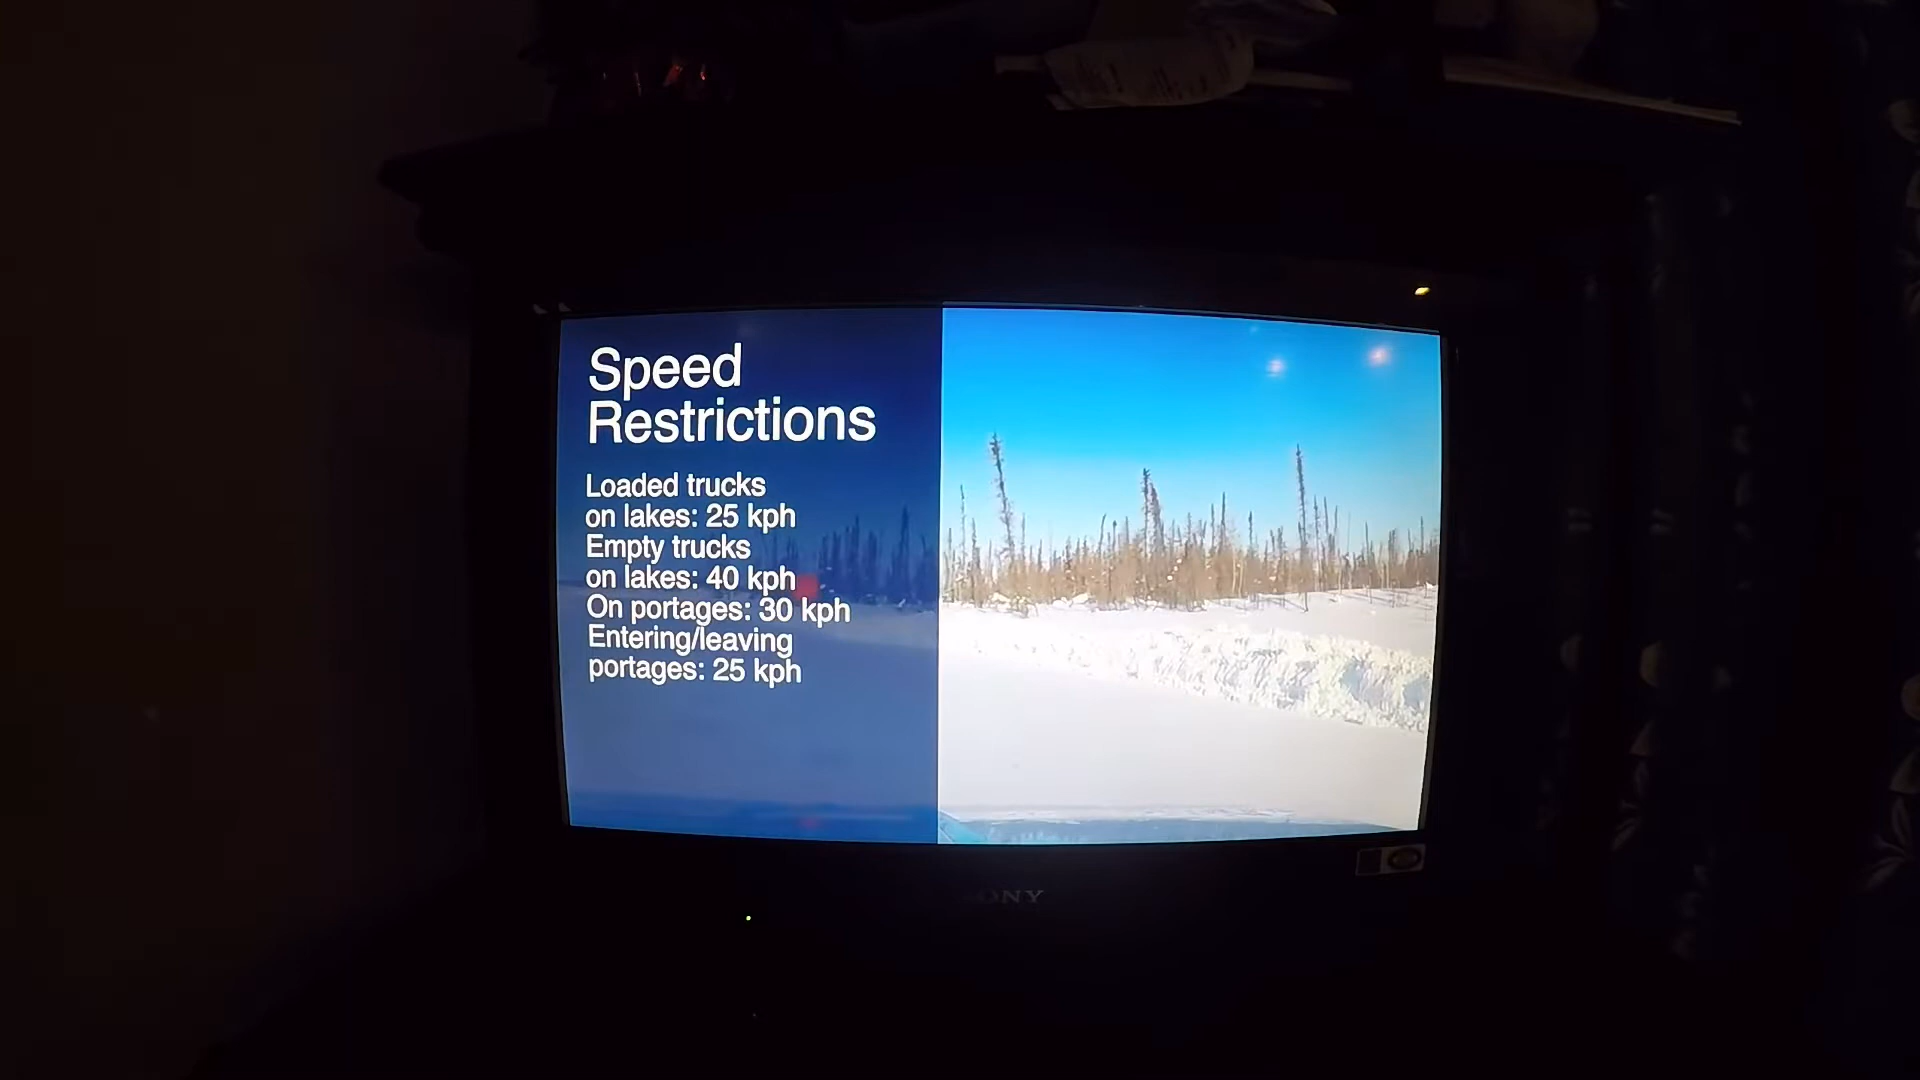 Speed
Restrictions
Loaded trucks
on lakes: 25 kph
Empty trucks
on lakes: 40 kph
On portages: 30 kph
Entering/leaving
portages: 25 kph
SONY